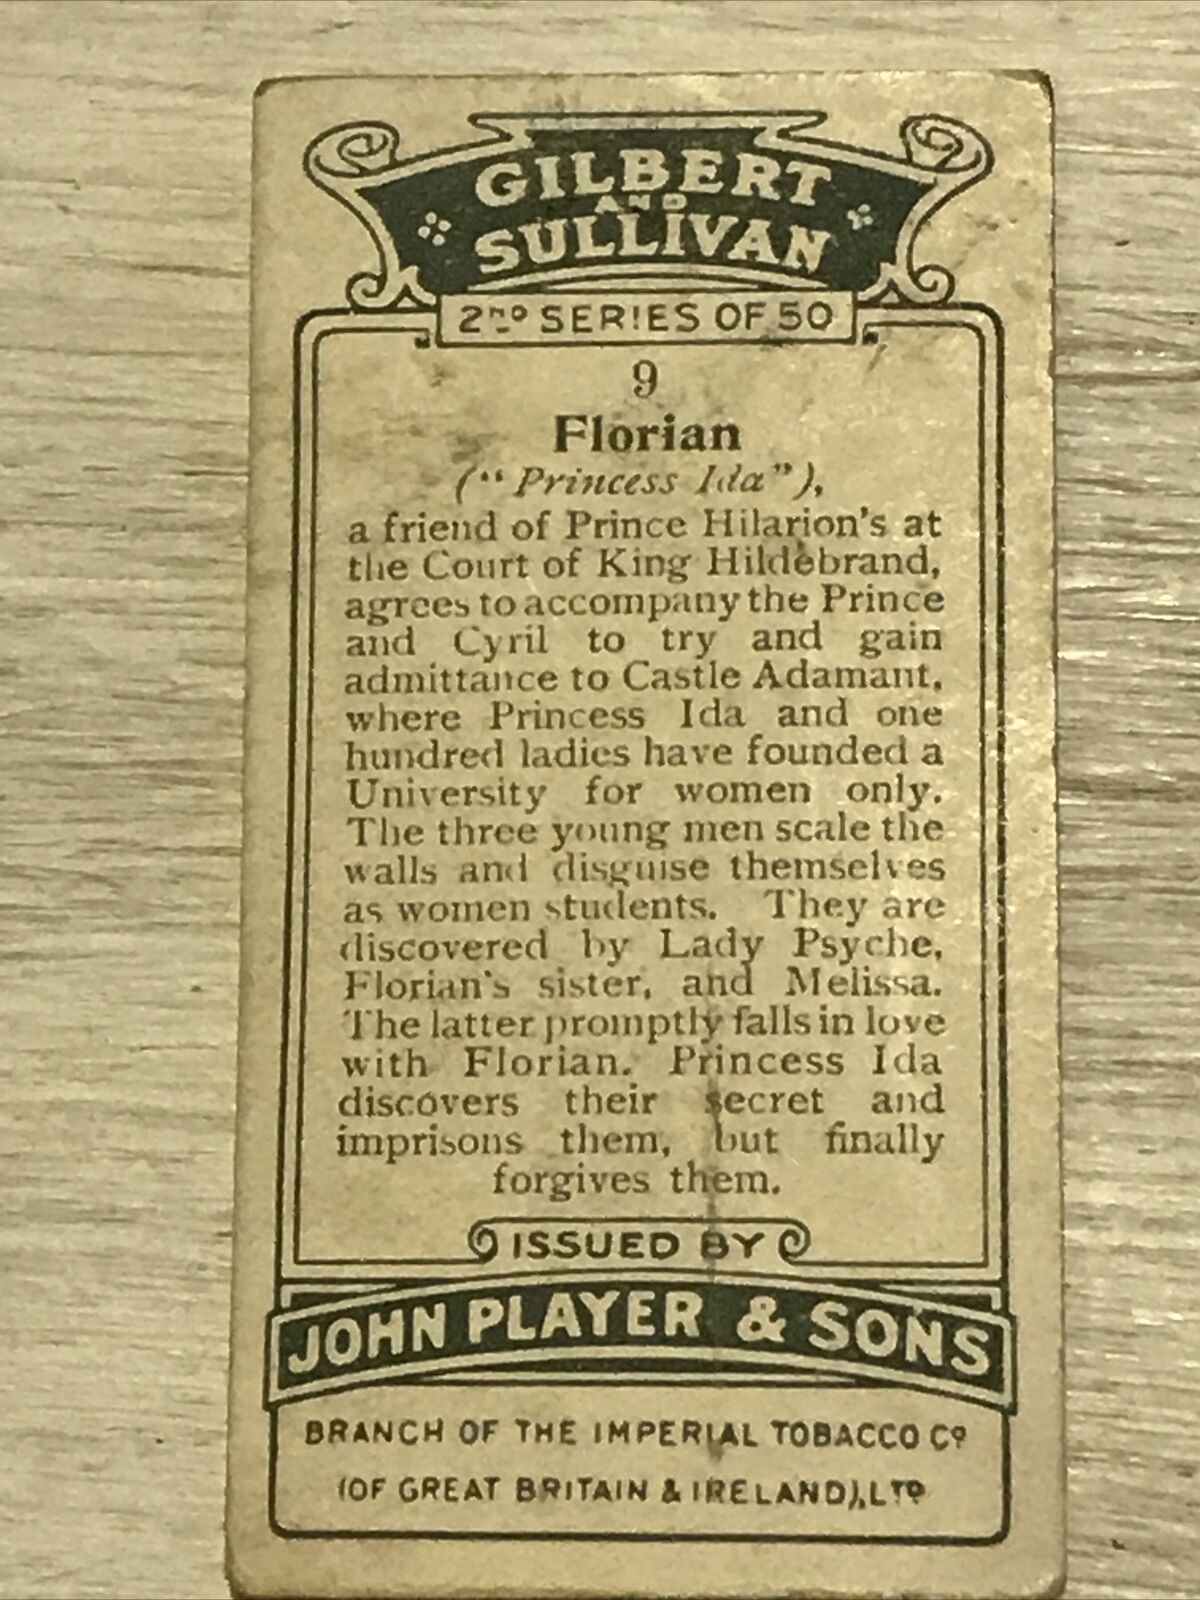 GILBERT
AND
SULLIVAN
2ND SERIES OF 50
9
Florian
("Princess Ida"),
a friend of Prince Hilarion's at
the Court of King Hildebrand,
agrees to accompany the Prince
and Cyril to try and gain
admittance to Castle Adamant,
where Princess Ida and one
hundred ladies have founded a
University for women only.
The three young men scale the
walls and disguise themselves
as women students. They are
discovered by Lady Psyche,
Florian's sister, and Melissa.
The latter promptly falls in love
with Florian. Princess Ida
discovers their secret and
imprisons them, but finally
forgives them.
ISSUED BY
JOHN PLAYER & SONS
BRANCH OF THE IMPERIAL TOBACCO CO
(OF GREAT BRITAIN & IRELAND), LTD